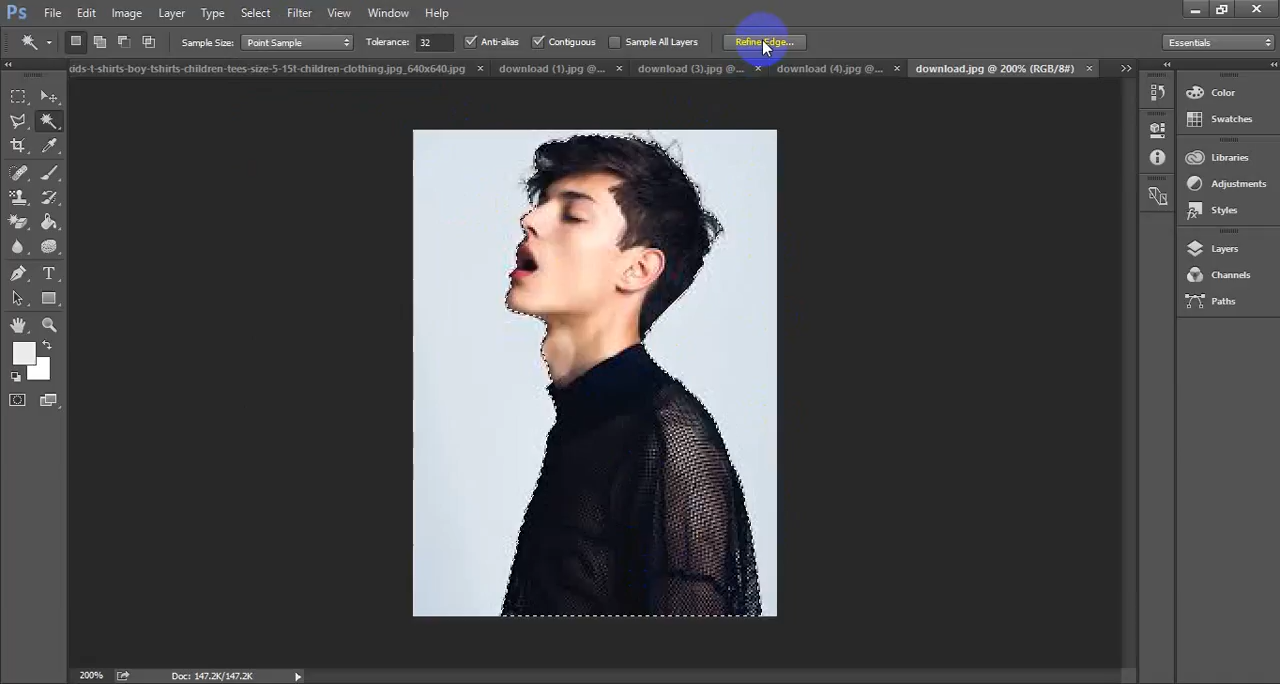 Ps File Edit Image Layer Type Select Filter View Window Help
Sample Size: Point Sample Tolerance: 32 Anti-alias Contiguous Sample All Layers Refine Edge... Essentials
ids-t-shirts-boy-tshirts-children-tees-size-5-15t-children-clothing.jpg_640x640.jpg × download (1).jpg @ ... × download (3).jpg @ ... × download (4).jpg @ ... × download.jpg @ 200% (RGB/8#) ×
Color
Swatches
Libraries
Adjustments
Styles
Layers
Channels
Paths
T
200% Doc: 147.2K/147.2K